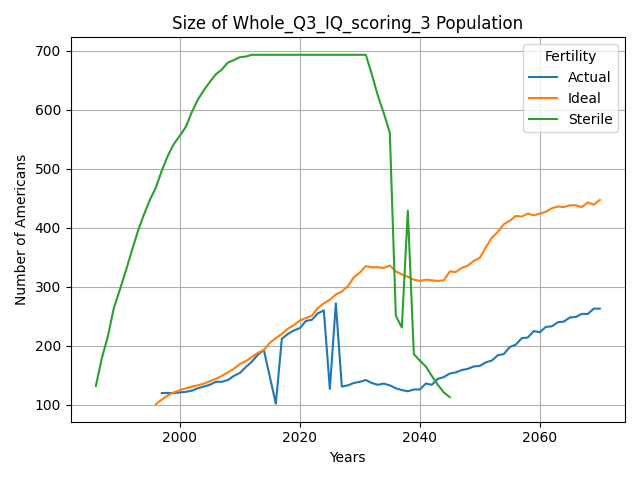 Size of Whole_Q3_IQ_scoring_3 Population
Fertility
Actual
Ideal
Sterile
Number of Americans
700
600
500
400
300
200
100
2000
2020
2040
2060
Years